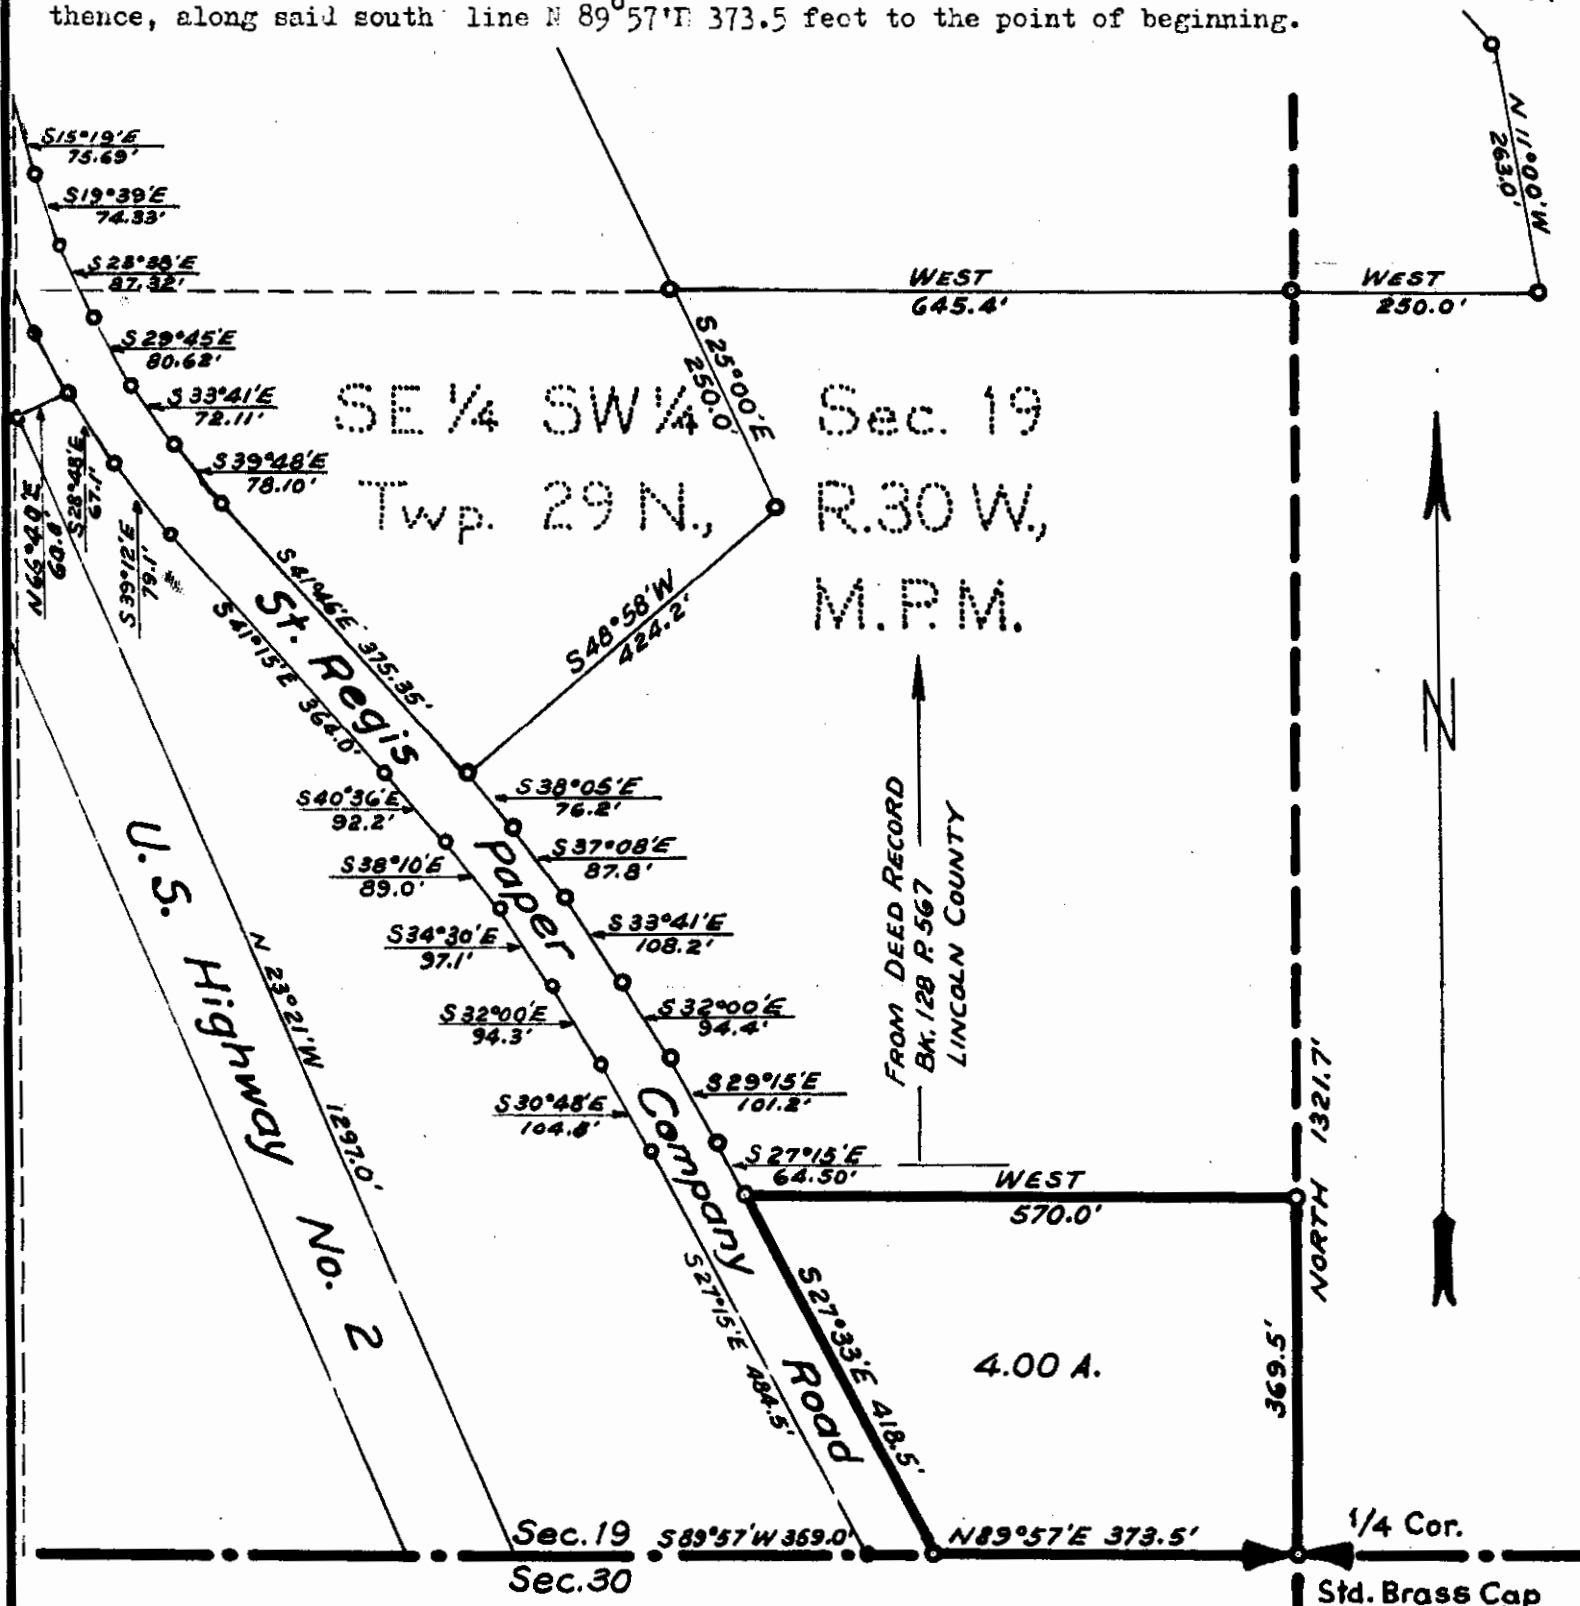 thence, along said south line N 89°57'E 373.5 feet to the point of beginning.
S15°19'E
75.69'
S19°39'E
74.33'
S28°38'E
87.32'
S29°45'E
80.62'
S33°41'E
72.11'
S39°48'E
78.10'
S41°46'E 375.35'
N66°40'E
60.8'
S28°48'E
67.1'
S39°12'E
79.1'
S41°15'E 364.0'
WEST
645.4'
WEST
250.0'
N 11°00'W
263.0'
S25°00'E
250.0'
SE 1/4 SW 1/4 Sec. 19
Twp. 29 N., R.30 W.,
M.P.M.
S48°58'W
424.2'
N
St. Regis Paper Company Road
S38°05'E
76.2'
S37°08'E
87.8'
S33°41'E
108.2'
S32°00'E
94.4'
S29°15'E
101.2'
S27°15'E
64.50'
S40°36'E
92.2'
S38°10'E
89.0'
S34°30'E
97.1'
S32°00'E
94.3'
S30°48'E
104.8'
S27°15'E 484.5'
U.S. Highway No. 2
N 23°21'W 1297.0'
FROM DEED RECORD
BK. 128 P. 567
LINCOLN COUNTY
NORTH 1321.7'
WEST
570.0'
S27°33'E 418.5'
4.00 A.
369.5'
Sec. 19
S89°57'W 369.0'
N89°57'E 373.5'
1/4 Cor.
Sec. 30
Std. Brass Cap